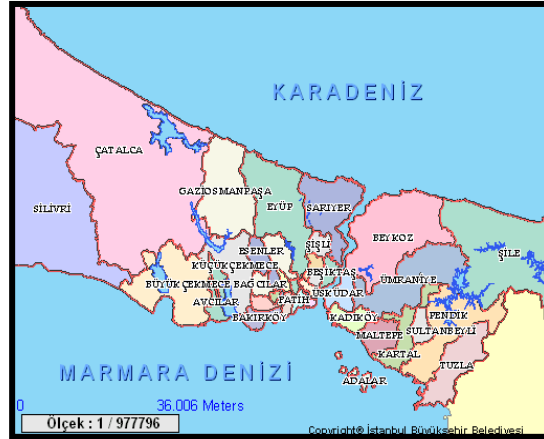 KARADENİZ
ÇATALCA
GAZİOSMANPAŞA
SİLİVRİ
EYÜP
SARIYER
BEYKOZ
ŞİLE
ESENLER
ŞİŞLİ
KÜÇÜKÇEKMECE
BEŞİKTAŞ
ÜMRANİYE
BÜYÜKÇEKMECE
BAĞCILAR
ÜSKÜDAR
AVCILAR
FATİH
PENDİK
BAKIRKÖY
KADIKÖY
SULTANBEYLİ
MALTEPE
KARTAL
TUZLA
ADALAR
MARMARA DENİZİ
0 36.006 Meters
Ölçek : 1 / 977796
Copyright® İstanbul Büyükşehir Belediyesi